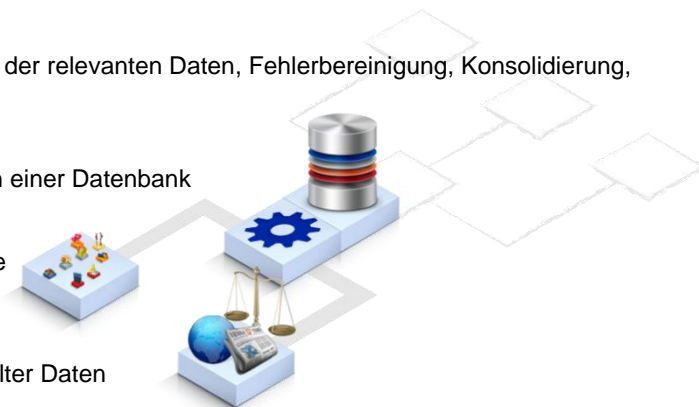 der relevanten Daten, Fehlerbereinigung, Konsolidierung,
einer Datenbank
lter Daten